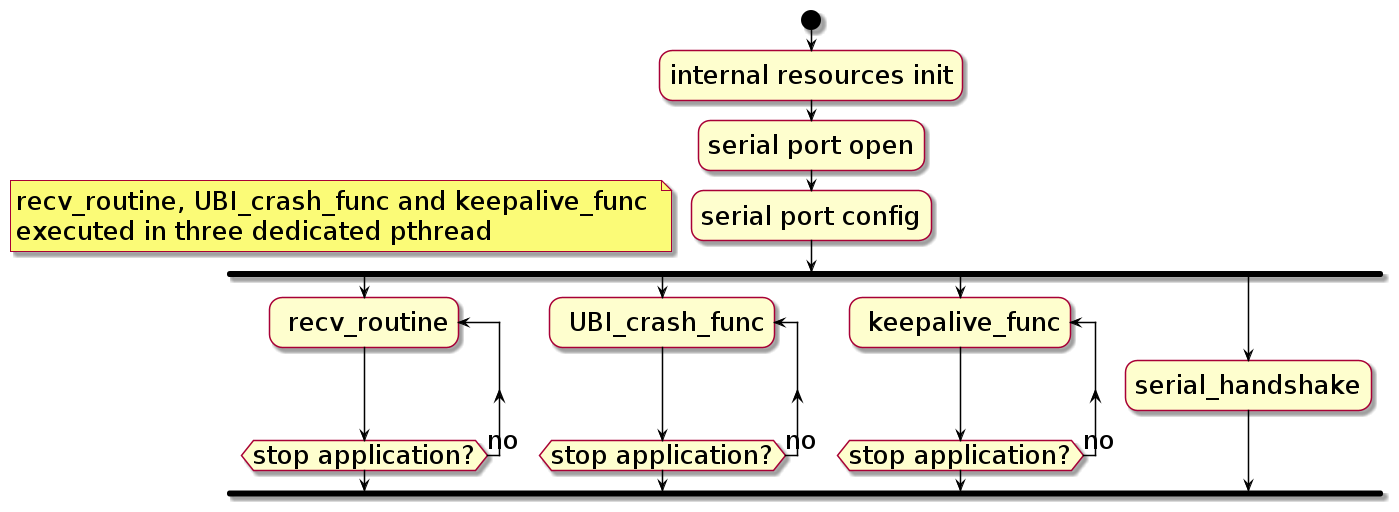 internal resources init
serial port open
recv_routine, UBI_crash_func and keepalive_func
executed in three dedicated pthread
serial port config
recv_routine
UBI_crash_func
keepalive_func
serial_handshake
no
no
no
stop application?
stop application?
stop application?